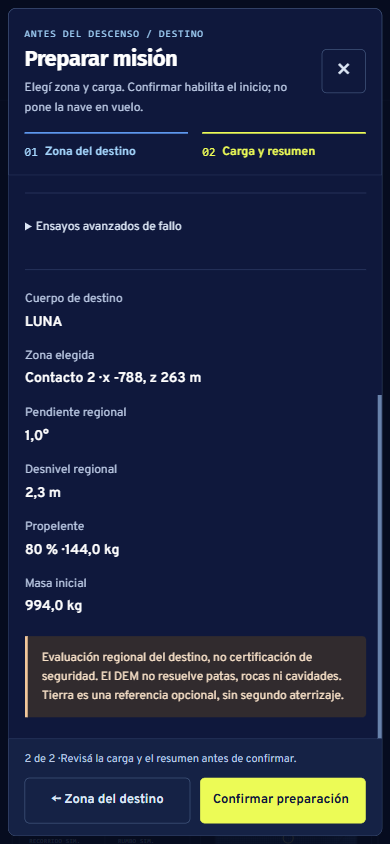 ANTES DEL DESCENSO / DESTINO
Preparar misión
Elegí zona y carga. Confirmar habilita el inicio; no
pone la nave en vuelo.
×
01 Zona del destino
02 Carga y resumen
▶ Ensayos avanzados de fallo
Cuerpo de destino
LUNA
Zona elegida
Contacto 2 ·x -788, z 263 m
Pendiente regional
1,0°
Desnivel regional
2,3 m
Propelente
80 % ·144,0 kg
Masa inicial
994,0 kg
Evaluación regional del destino, no certificación de
seguridad. El DEM no resuelve patas, rocas ni cavidades.
Tierra es una referencia opcional, sin segundo aterrizaje.
2 de 2 ·Revisá la carga y el resumen antes de confirmar.
← Zona del destino
Confirmar preparación